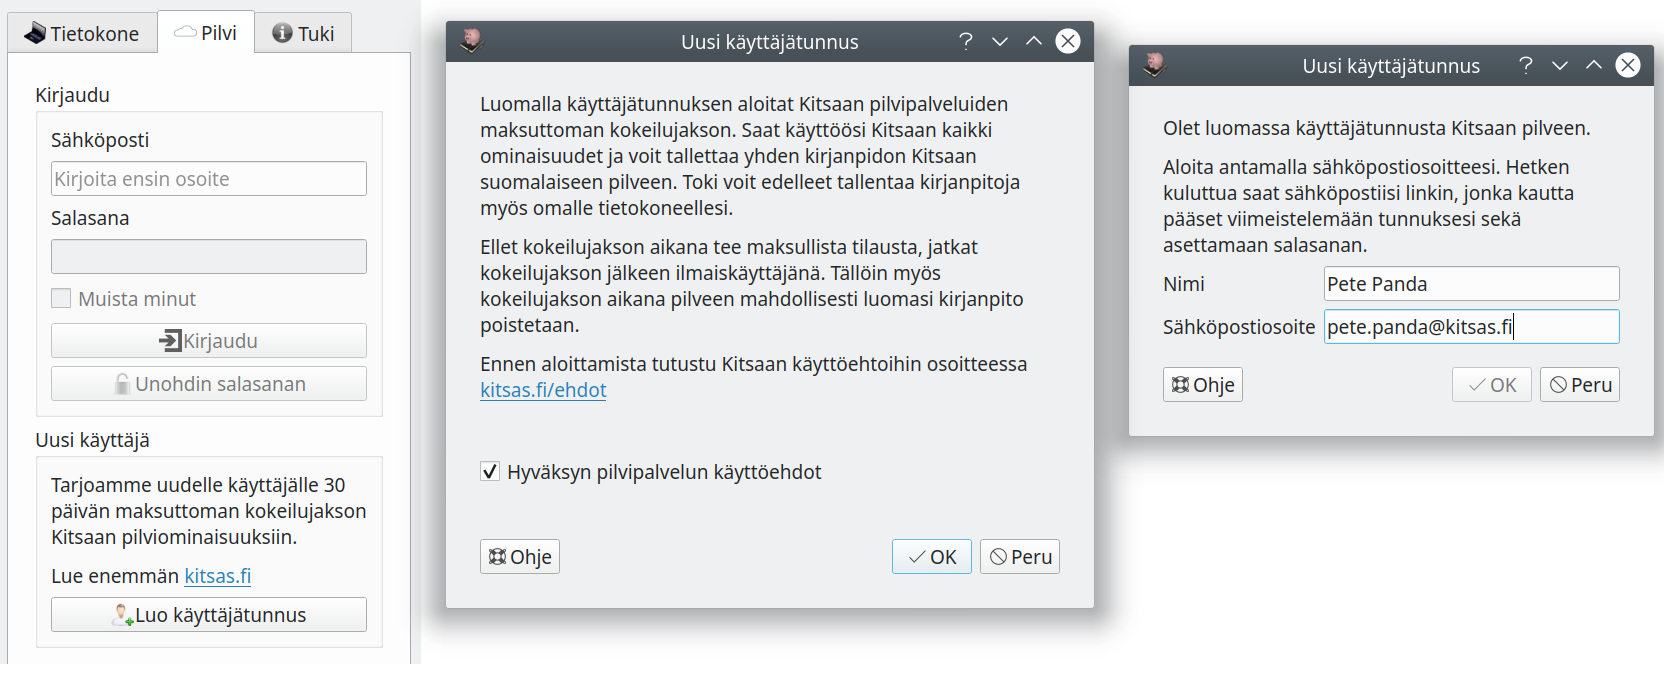 Tietokone
Pilvi
Tuki
Kirjaudu
Sähköposti
Kirjoita ensin osoite
Salasana
Muista minut
Kirjaudu
Unohdin salasanan
Uusi käyttäjä
Tarjoamme uudelle käyttäjälle 30
päivän maksuttoman kokeilujakson
Kitsaan pilviominaisuuksiin.
Lue enemmän kitsas.fi
Luo käyttäjätunnus
Uusi käyttäjätunnus
Luomalla käyttäjätunnuksen aloitat Kitsaan pilvipalveluiden
maksuttoman kokeilujakson. Saat käyttöösi Kitsaan kaikki
ominaisuudet ja voit tallettaa yhden kirjanpidon Kitsaan
suomalaiseen pilveen. Toki voit edelleet tallentaa kirjanpitoja
myös omalle tietokoneellesi.
Ellet kokeilujakson aikana tee maksullista tilausta, jatkat
kokeilujakson jälkeen ilmaiskäyttäjänä. Tällöin myös
kokeilujakson aikana pilveen mahdollisesti luomasi kirjanpito
poistetaan.
Ennen aloittamista tutustu Kitsaan käyttöehtoihin osoitteessa
kitsas.fi/ehdot
Hyväksyn pilvipalvelun käyttöehdot
Ohje
OK
Peru
Uusi käyttäjätunnus
Olet luomassa käyttäjätunnusta Kitsaan pilveen.
Aloita antamalla sähköpostiosoitteesi. Hetken
kuluttua saat sähköpostiisi linkin, jonka kautta
pääset viimeistelemään tunnuksesi sekä
asettamaan salasanan.
Nimi
Pete Panda
Sähköpostiosoite
pete.panda@kitsas.fi
Ohje
OK
Peru